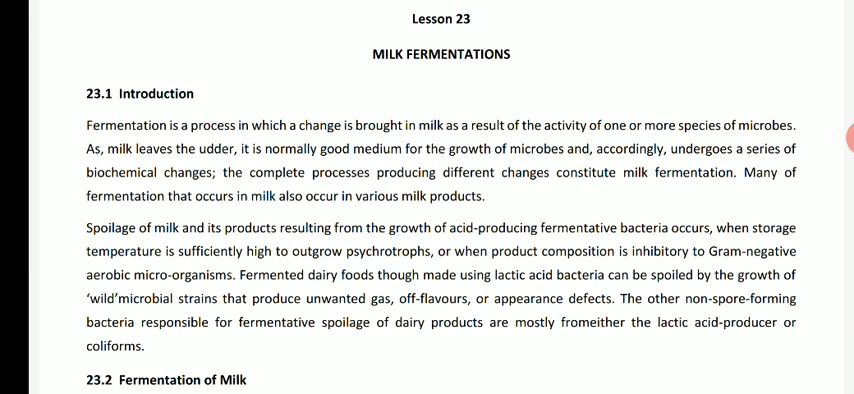 Lesson 23
MILK FERMENTATIONS
23.1 Introduction
Fermentation is a process in which a change is brought in milk as a result of the activity of one or more species of microbes.
As, milk leaves the udder, it is normally good medium for the growth of microbes and, accordingly, undergoes a series of
biochemical changes; the complete processes producing different changes constitute milk fermentation. Many of
fermentation that occurs in milk also occur in various milk products.
Spoilage of milk and its products resulting from the growth of acid-producing fermentative bacteria occurs, when storage
temperature is sufficiently high to outgrow psychrotrophs, or when product composition is inhibitory to Gram-negative
aerobic micro-organisms. Fermented dairy foods though made using lactic acid bacteria can be spoiled by the growth of
‘wild’microbial strains that produce unwanted gas, off-flavours, or appearance defects. The other non-spore-forming
bacteria responsible for fermentative spoilage of dairy products are mostly fromeither the lactic acid-producer or
coliforms.
23.2 Fermentation of Milk